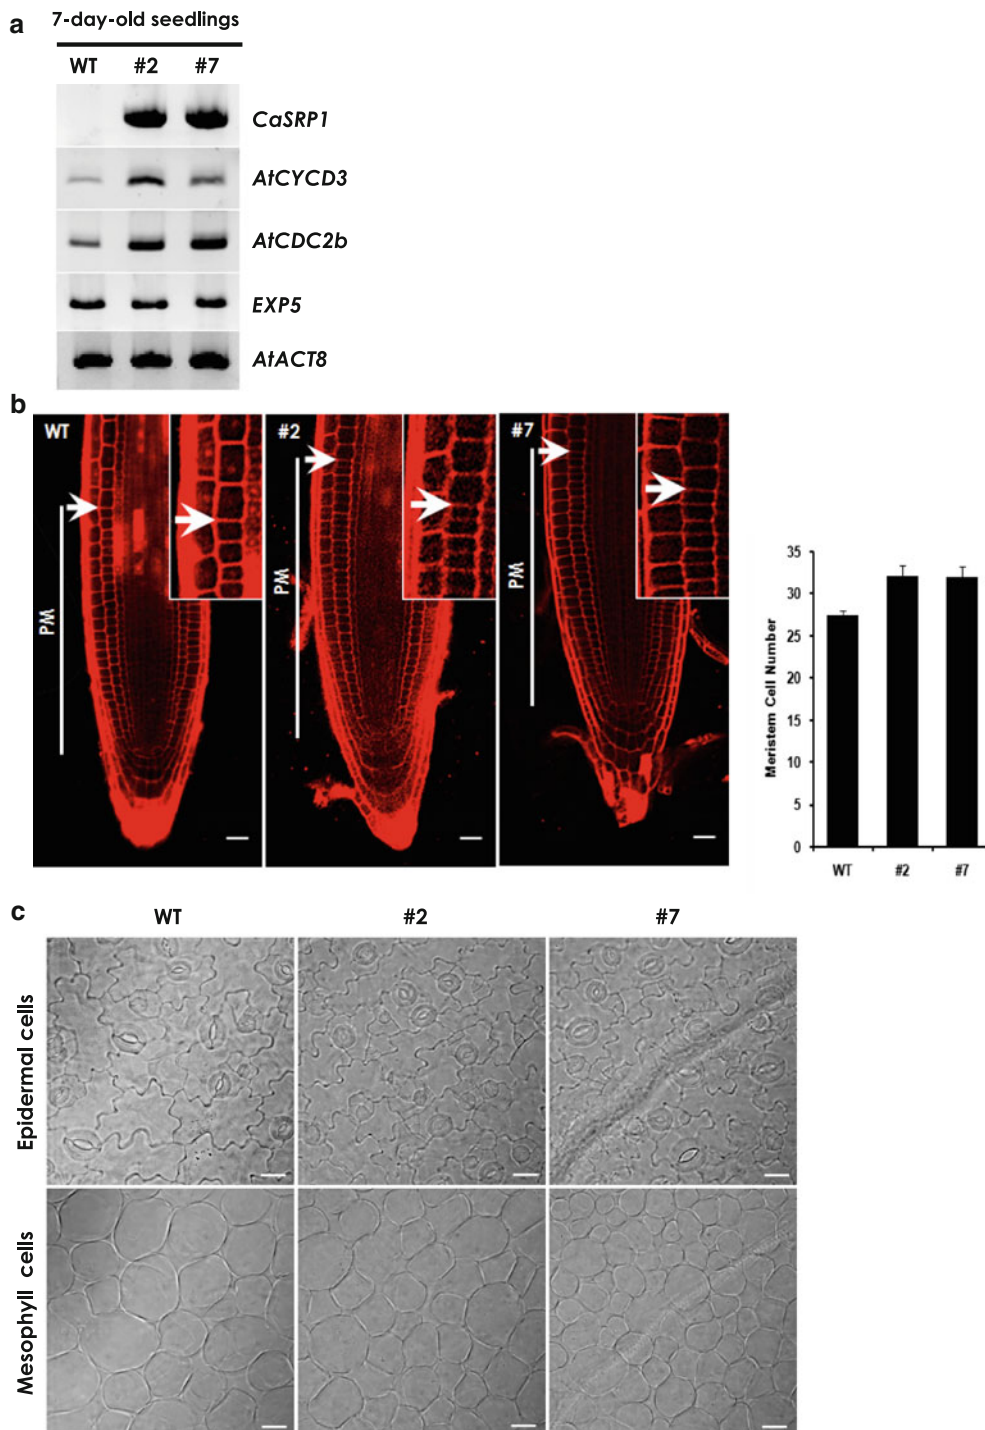 a
7-day-old seedlings
WT #2 #7
CaSRP1
AtCYCD3
AtCDC2b
EXP5
AtACT8
b
WT
PM
#2
PM
#7
PM
35
30
25
20
15
10
5
0
Meristem Cell Number
WT #2 #7
c
WT #2 #7
Epidermal cells
Mesophyll cells